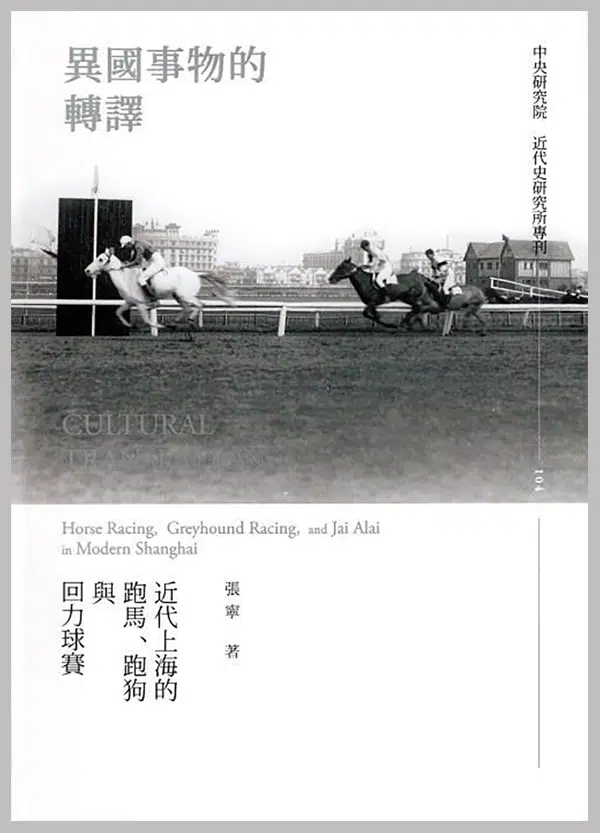 異國事物的
轉譯
中央研究院　近代史研究所專刊
104
CULTURAL
TRANSLATION
Horse Racing, Greyhound Racing, and Jai Alai
in Modern Shanghai
近代上海的
跑馬、跑狗
與
回力球賽
張寧　著